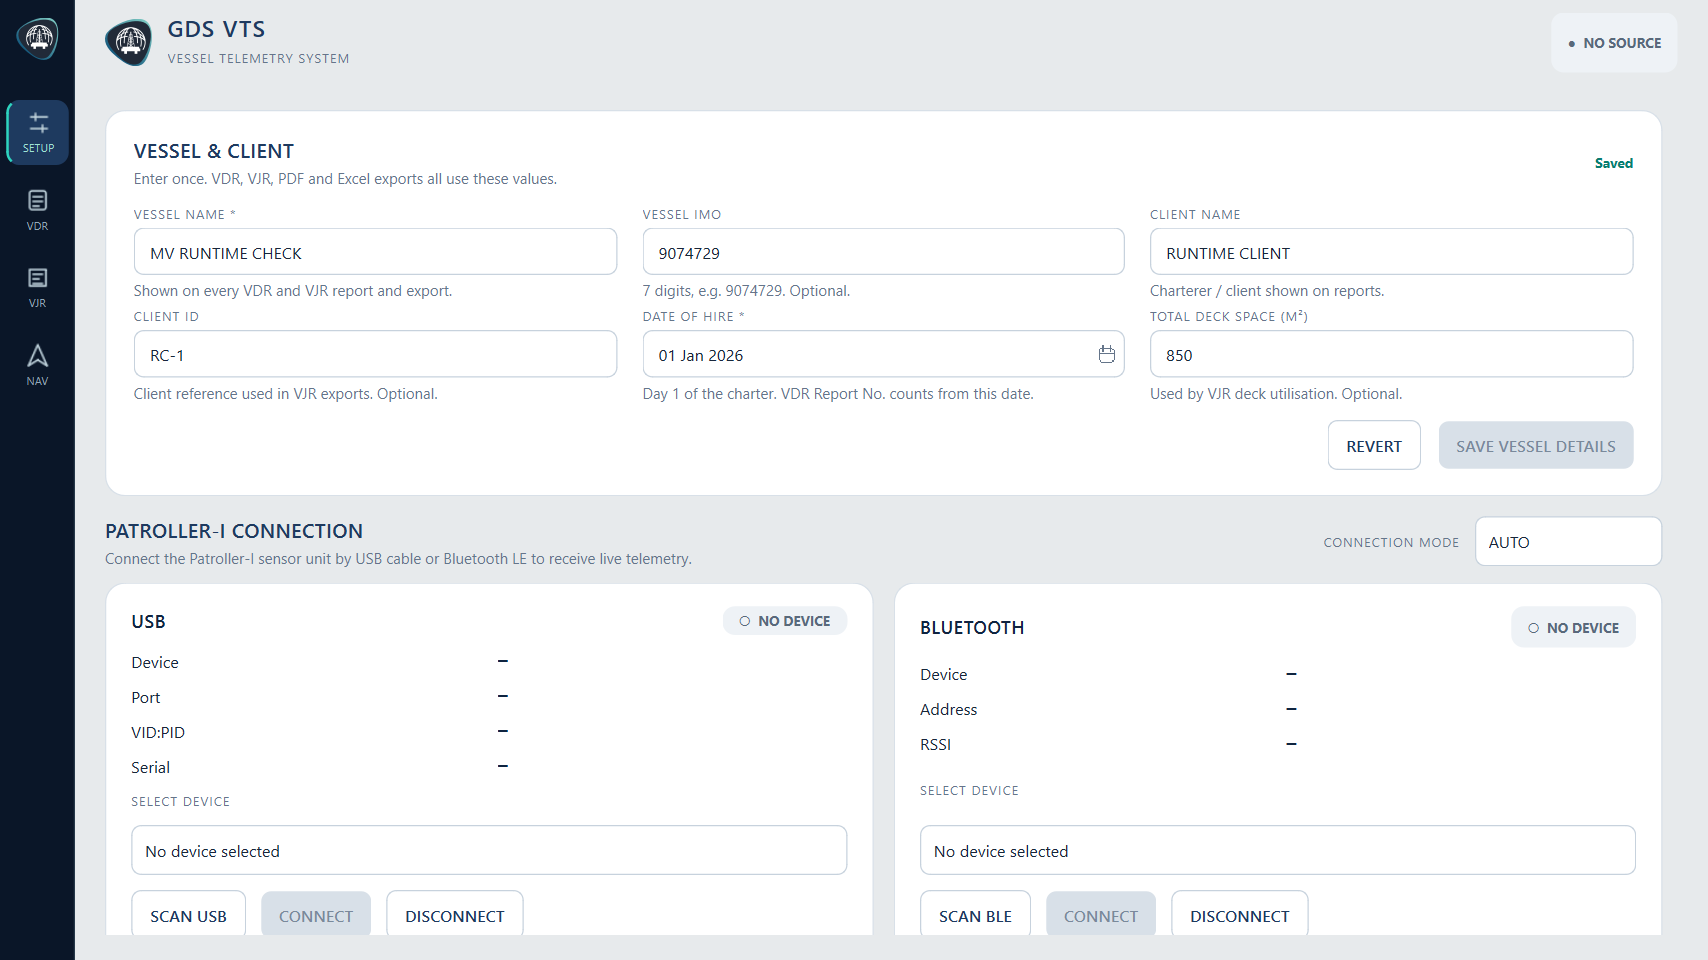 GDS VTS
VESSEL TELEMETRY SYSTEM
• NO SOURCE
SETUP
VDR
VJR
NAV
VESSEL & CLIENT
Enter once. VDR, VJR, PDF and Excel exports all use these values.
Saved
VESSEL NAME *
MV RUNTIME CHECK
Shown on every VDR and VJR report and export.
VESSEL IMO
9074729
7 digits, e.g. 9074729. Optional.
CLIENT NAME
RUNTIME CLIENT
Charterer / client shown on reports.
CLIENT ID
RC-1
Client reference used in VJR exports. Optional.
DATE OF HIRE *
01 Jan 2026
Day 1 of the charter. VDR Report No. counts from this date.
TOTAL DECK SPACE (M²)
850
Used by VJR deck utilisation. Optional.
REVERT
SAVE VESSEL DETAILS
PATROLLER-I CONNECTION
Connect the Patroller-I sensor unit by USB cable or Bluetooth LE to receive live telemetry.
CONNECTION MODE
AUTO
USB
○ NO DEVICE
Device –
Port –
VID:PID –
Serial –
SELECT DEVICE
No device selected
SCAN USB
CONNECT
DISCONNECT
BLUETOOTH
○ NO DEVICE
Device –
Address –
RSSI –
SELECT DEVICE
No device selected
SCAN BLE
CONNECT
DISCONNECT